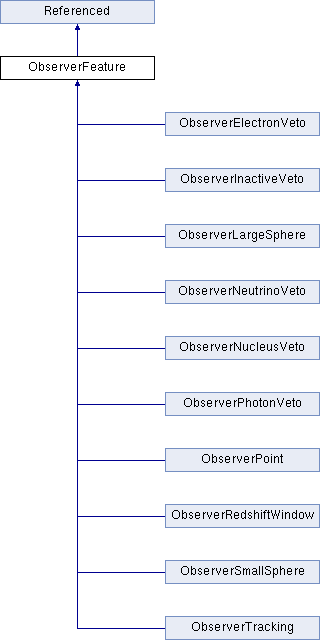 Referenced
ObserverFeature
ObserverElectronVeto
ObserverInactiveVeto
ObserverLargeSphere
ObserverNeutrinoVeto
ObserverNucleusVeto
ObserverPhotonVeto
ObserverPoint
ObserverRedshiftWindow
ObserverSmallSphere
ObserverTracking